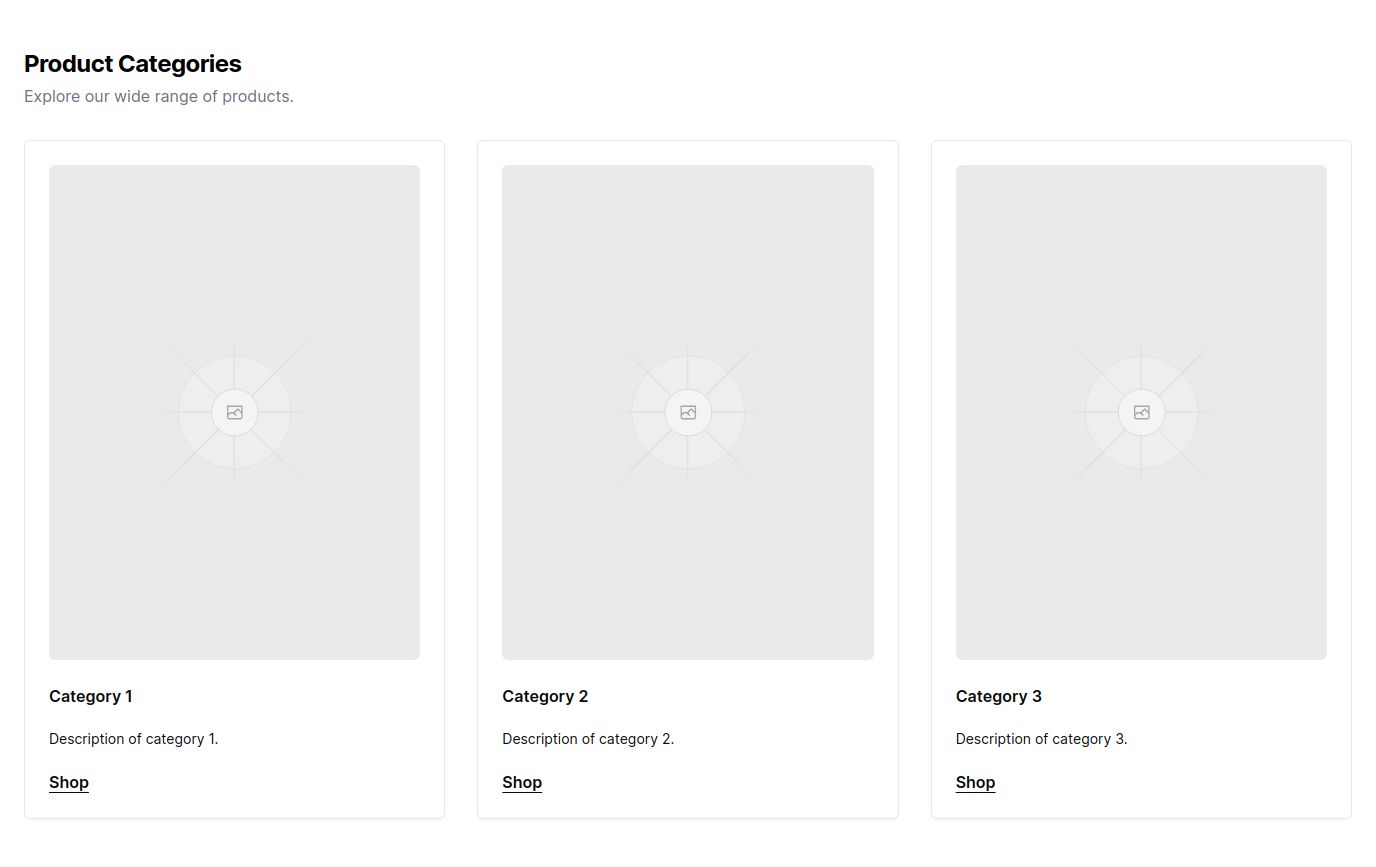 Product Categories
Explore our wide range of products.
Category 1
Description of category 1.
Shop
Category 2
Description of category 2.
Shop
Category 3
Description of category 3.
Shop